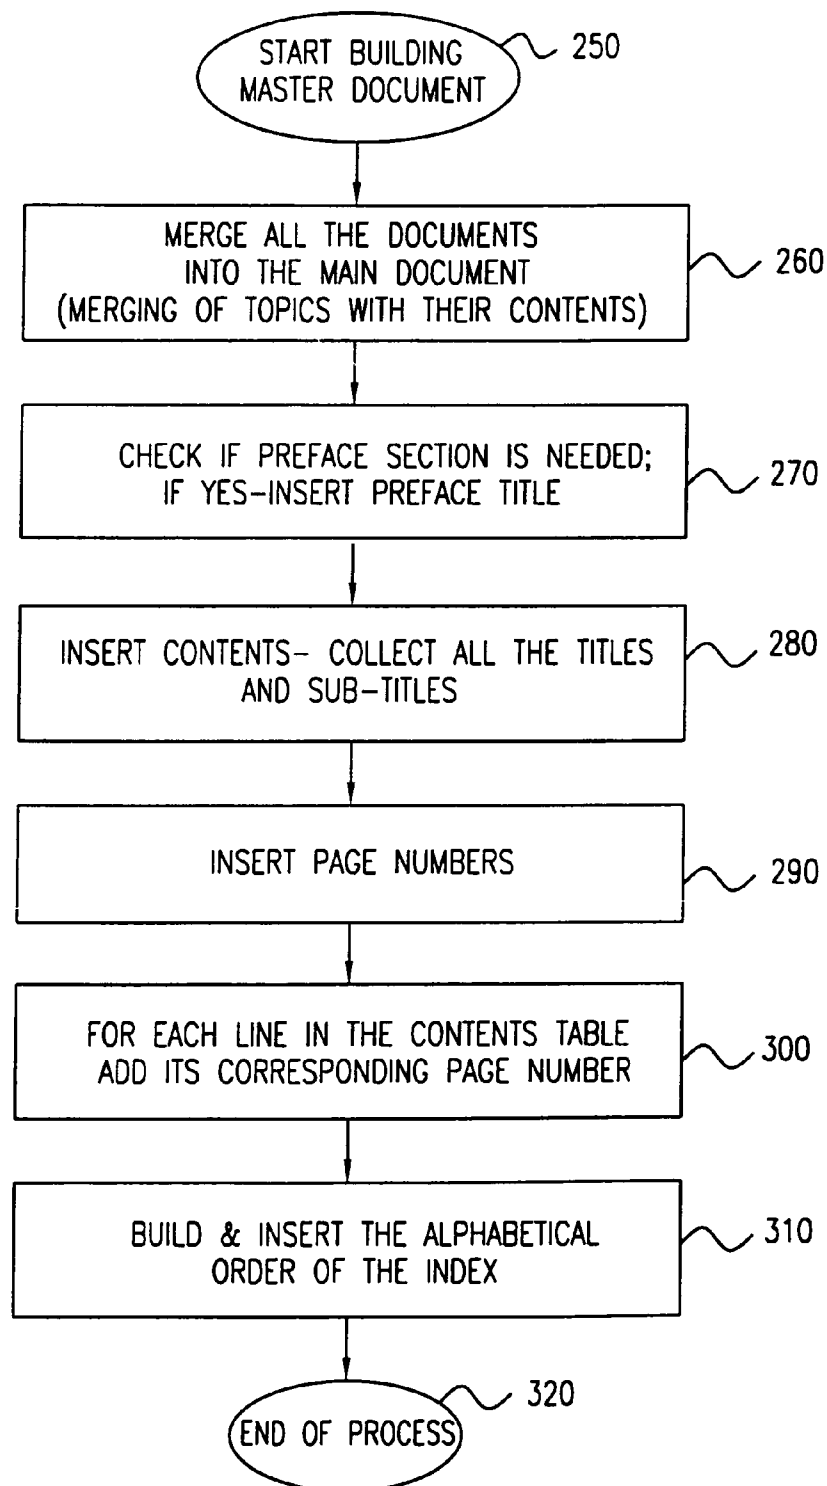 START BUILDING
MASTER DOCUMENT
250
MERGE ALL THE DOCUMENTS
INTO THE MAIN DOCUMENT
(MERGING OF TOPICS WITH THEIR CONTENTS)
260
CHECK IF PREFACE SECTION IS NEEDED;
IF YES-INSERT PREFACE TITLE
270
INSERT CONTENTS- COLLECT ALL THE TITLES
AND SUB-TITLES
280
INSERT PAGE NUMBERS
290
FOR EACH LINE IN THE CONTENTS TABLE
ADD ITS CORRESPONDING PAGE NUMBER
300
BUILD & INSERT THE ALPHABETICAL
ORDER OF THE INDEX
310
END OF PROCESS
320